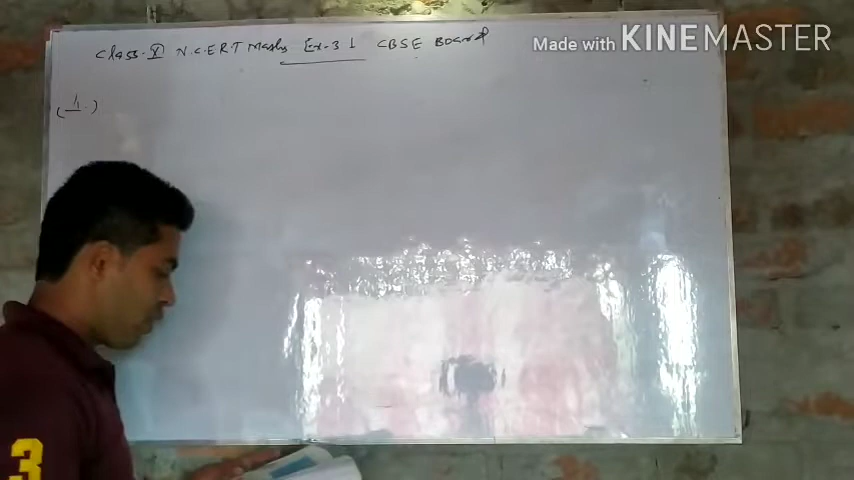 Made with KINEMASTER
Class-X N.C.E.R.T Maths Ex-3.1 CBSE Board
(1.)
3